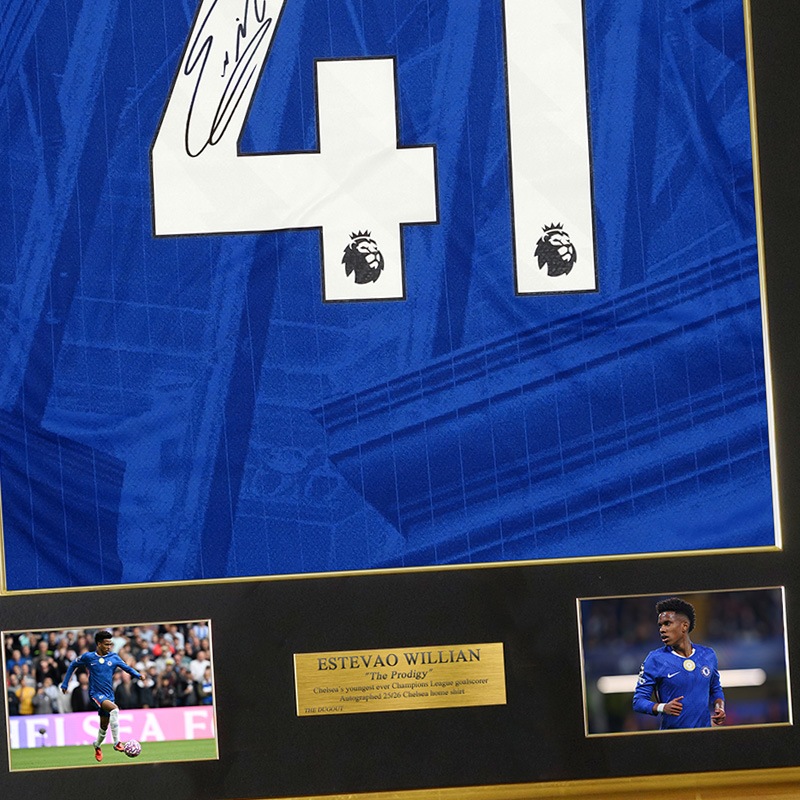 41
ESTEVAO WILLIAN
"The Prodigy"
Chelsea's youngest ever Champions League goalscorer
Autographed 25/26 Chelsea home shirt
THE DUGOUT
ELSEA F